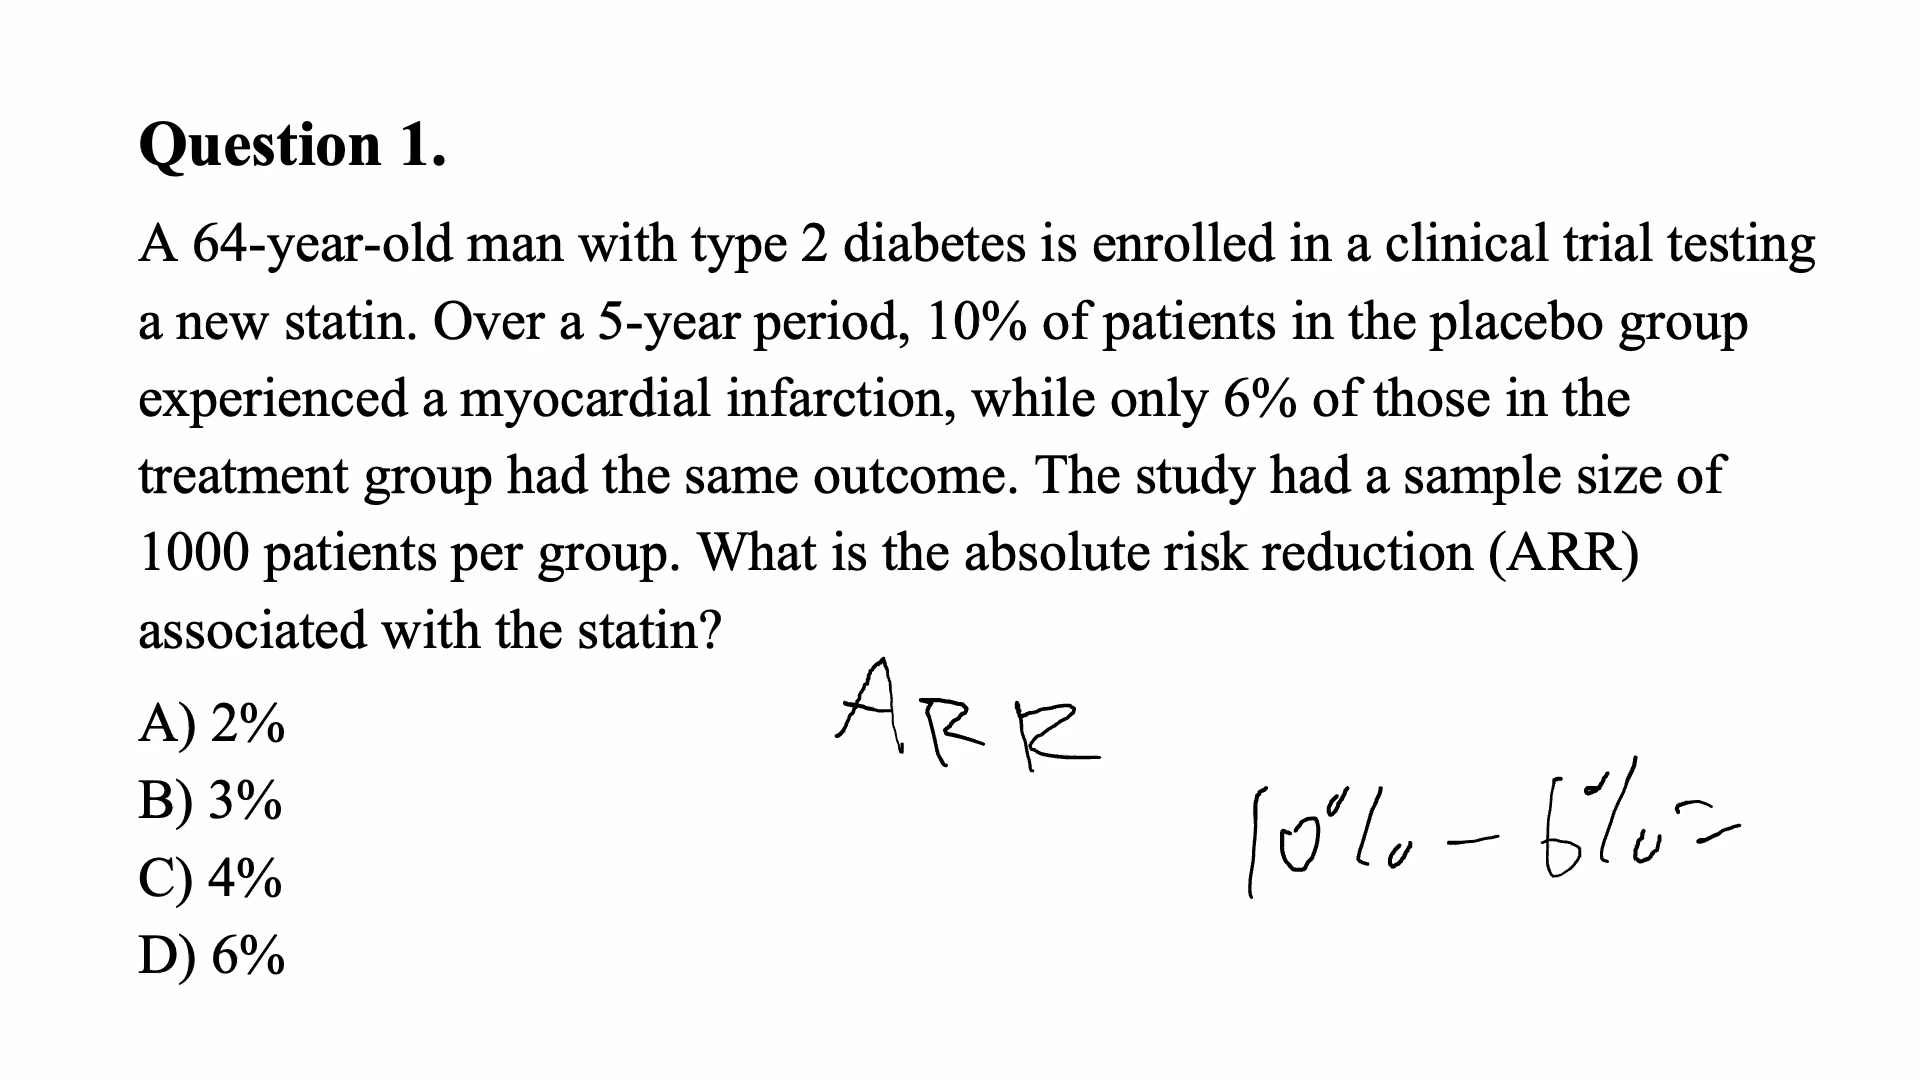 Question 1.
A 64-year-old man with type 2 diabetes is enrolled in a clinical trial testing
a new statin. Over a 5-year period, 10% of patients in the placebo group
experienced a myocardial infarction, while only 6% of those in the
treatment group had the same outcome. The study had a sample size of
1000 patients per group. What is the absolute risk reduction (ARR)
associated with the statin?
A) 2%
B) 3%
C) 4%
D) 6%
ARR
10% - 6% =